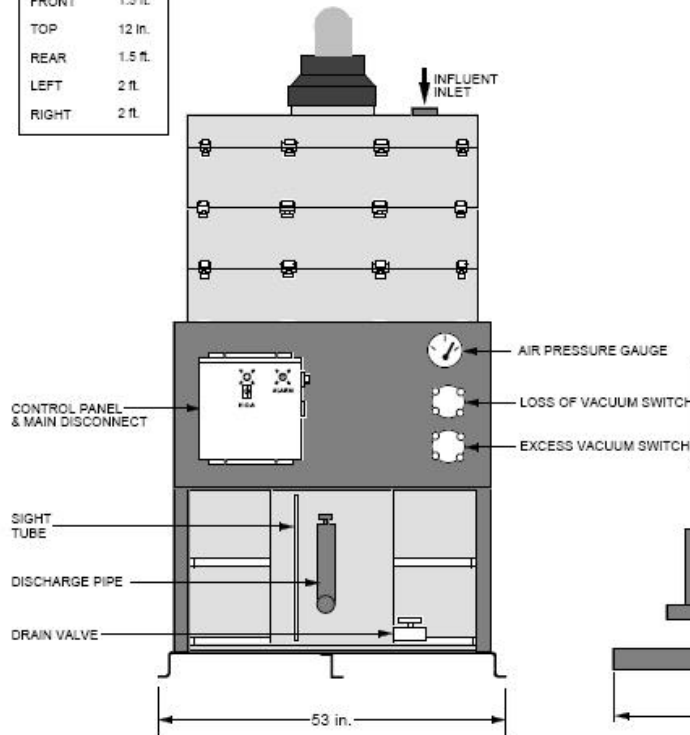 FRONT 1.5 ft.
TOP 12 in.
REAR 1.5 ft.
LEFT 2 ft.
RIGHT 2 ft.
INFLUENT
INLET
AIR PRESSURE GAUGE
LOSS OF VACUUM SWITCH
EXCESS VACUUM SWITCH
H-O-A
ALARM
CONTROL PANEL
& MAIN DISCONNECT
SIGHT
TUBE
DISCHARGE PIPE
DRAIN VALVE
53 in.